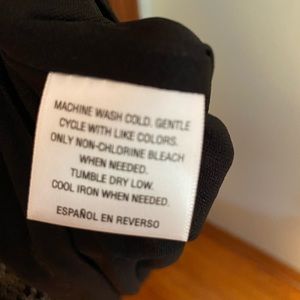 MACHINE WASH COLD. GENTLE
CYCLE WITH LIKE COLORS.
ONLY NON-CHLORINE BLEACH
WHEN NEEDED.
TUMBLE DRY LOW.
COOL IRON WHEN NEEDED.
ESPAÑOL EN REVERSO